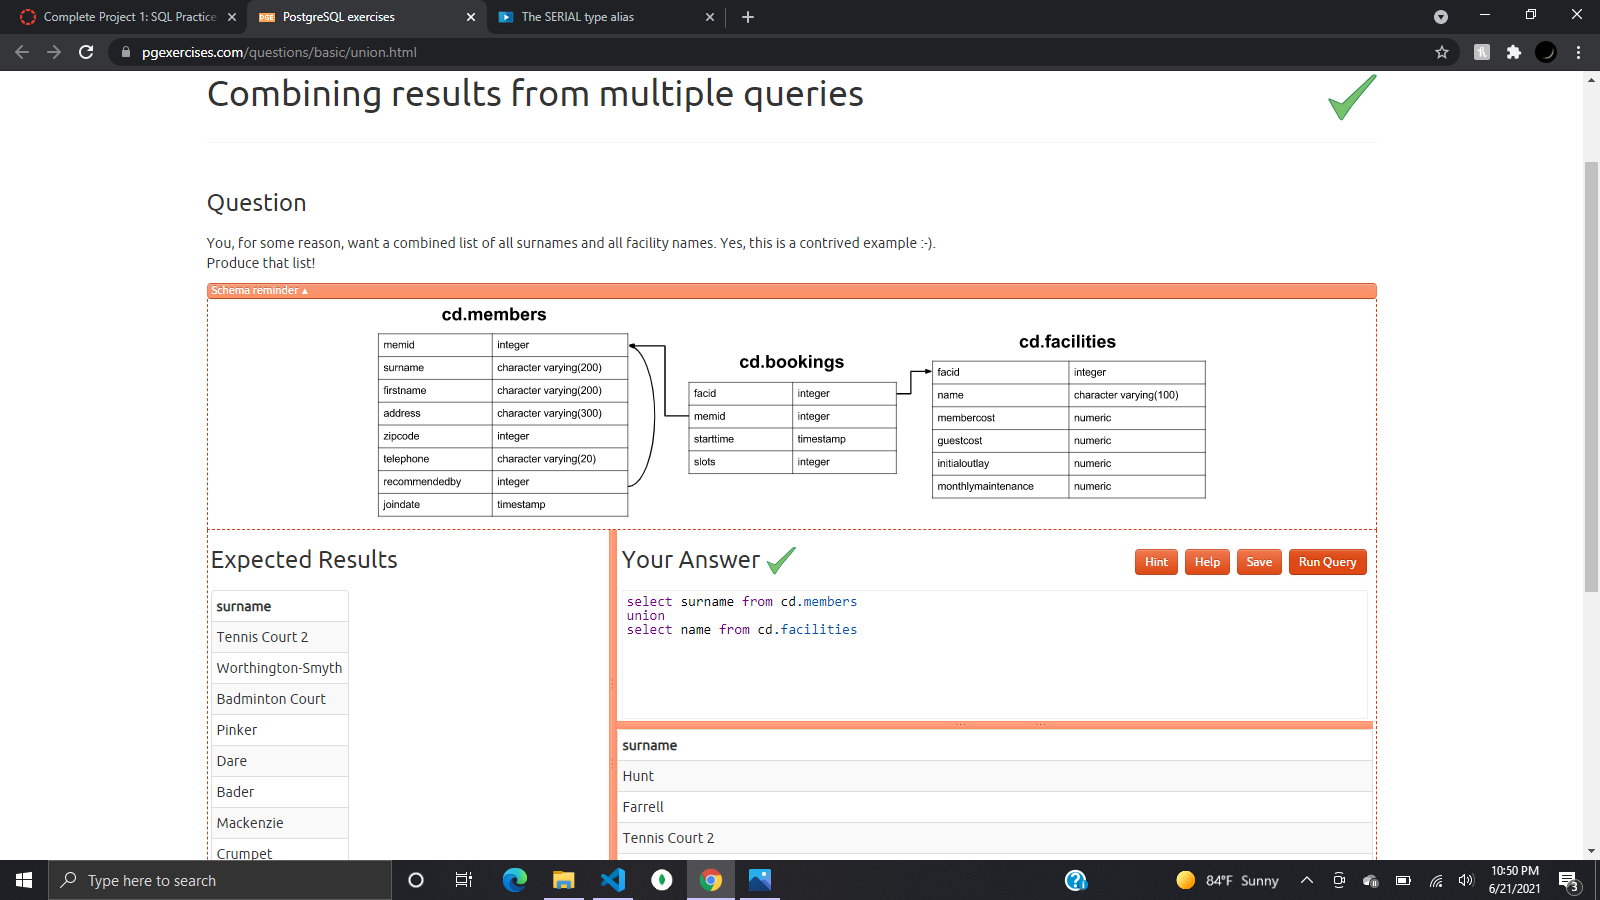 Complete Project 1: SQL Practice
PGE PostgreSQL exercises
The SERIAL type alias
pgexercises.com/questions/basic/union.html
Combining results from multiple queries
Question
You, for some reason, want a combined list of all surnames and all facility names. Yes, this is a contrived example :-).
Produce that list!
Schema reminder ▲
cd.members
memid integer
surname character varying(200)
firstname character varying(200)
address character varying(300)
zipcode integer
telephone character varying(20)
recommendedby integer
joindate timestamp
cd.bookings
facid integer
memid integer
starttime timestamp
slots integer
cd.facilities
facid integer
name character varying(100)
membercost numeric
guestcost numeric
initialoutlay numeric
monthlymaintenance numeric
Expected Results
surname
Tennis Court 2
Worthington-Smyth
Badminton Court
Pinker
Dare
Bader
Mackenzie
Crumpet
Your Answer
Hint Help Save Run Query
select surname from cd.members
union
select name from cd.facilities
surname
Hunt
Farrell
Tennis Court 2
Type here to search
84°F Sunny
10:50 PM
6/21/2021
3